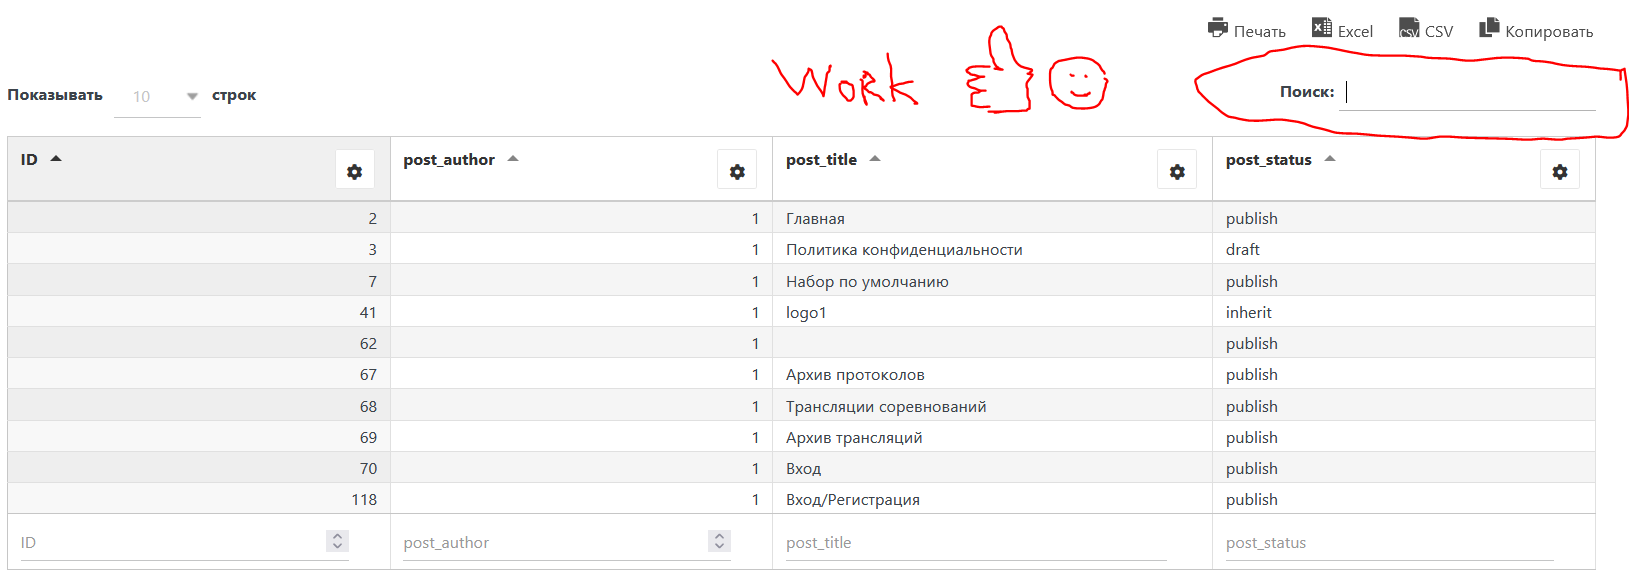 Печать Excel CSV Копировать
Work
Показывать 10 строк Поиск:
ID post_author post_title post_status
2 1 Главная publish
3 1 Политика конфиденциальности draft
7 1 Набор по умолчанию publish
41 1 logo1 inherit
62 1 publish
67 1 Архив протоколов publish
68 1 Трансляции соревнований publish
69 1 Архив трансляций publish
70 1 Вход publish
118 1 Вход/Регистрация publish
ID post_author post_title post_status